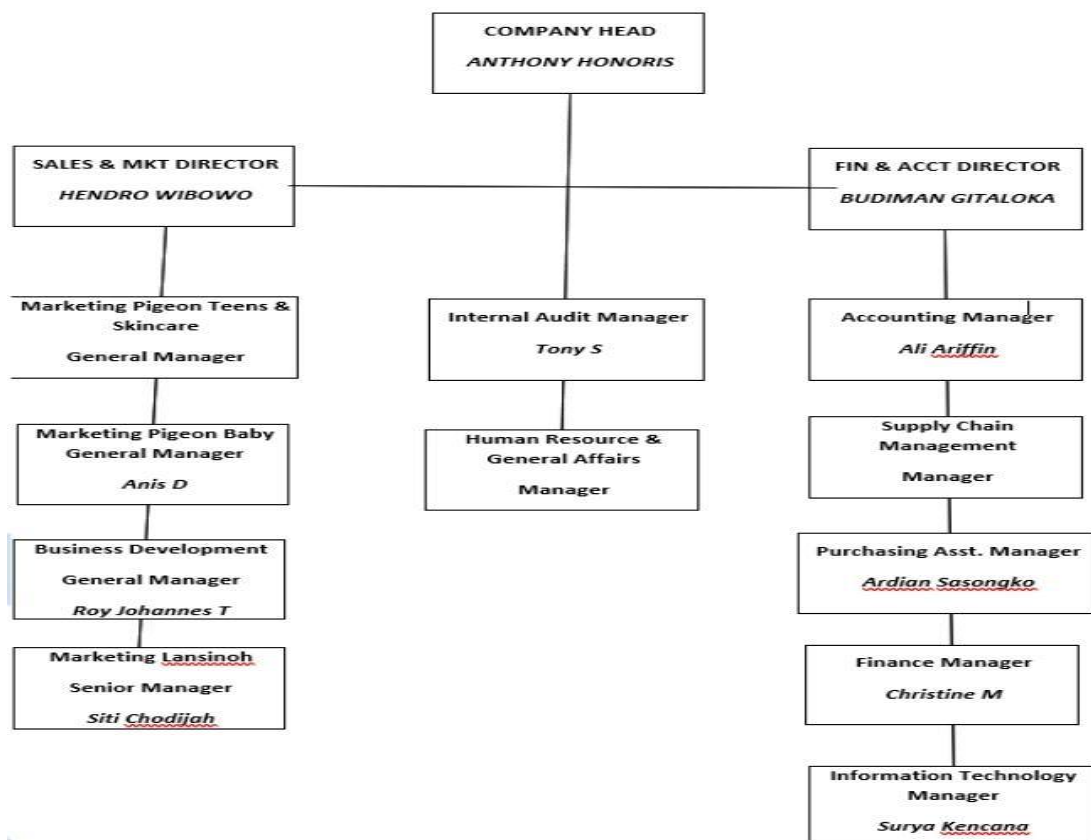 COMPANY HEAD
ANTHONY HONORIS
SALES & MKT DIRECTOR
HENDRO WIBOWO
FIN & ACCT DIRECTOR
BUDIMAN GITALOKA
Marketing Pigeon Teens &
Skincare
General Manager
Internal Audit Manager
Tony S
Accounting Manager
Ali Ariffin
Marketing Pigeon Baby
General Manager
Anis D
Human Resource &
General Affairs
Manager
Supply Chain
Management
Manager
Business Development
General Manager
Roy Johannes T
Purchasing Asst. Manager
Ardian Sasongko
Marketing Lansinoh
Senior Manager
Siti Chodijah
Finance Manager
Christine M
Information Technology
Manager
Surya Kencana